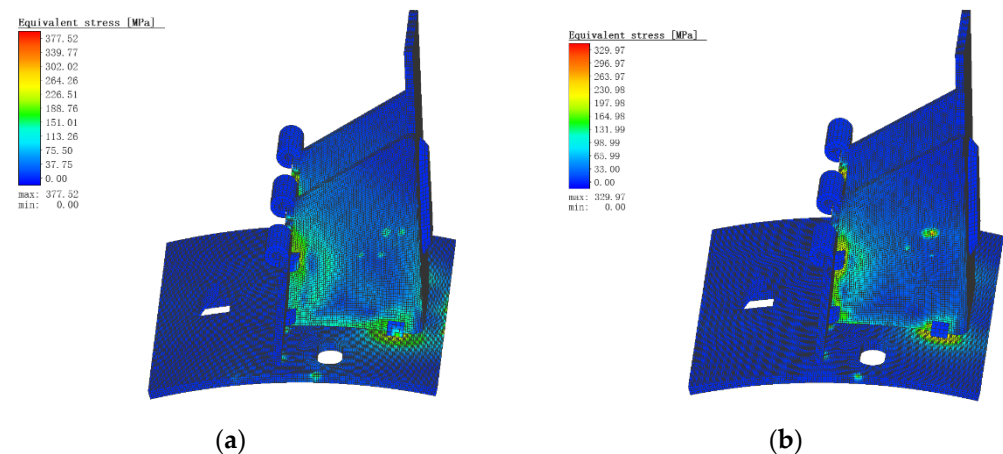 Equivalent stress [MPa]
377.52
339.77
302.02
264.26
226.51
188.76
151.01
113.26
75.50
37.75
0.00
max: 377.52
min: 0.00
(a)
Equivalent stress [MPa]
329.97
296.97
263.97
230.98
197.98
164.98
131.99
98.99
65.99
33.00
0.00
max: 329.97
min: 0.00
(b)